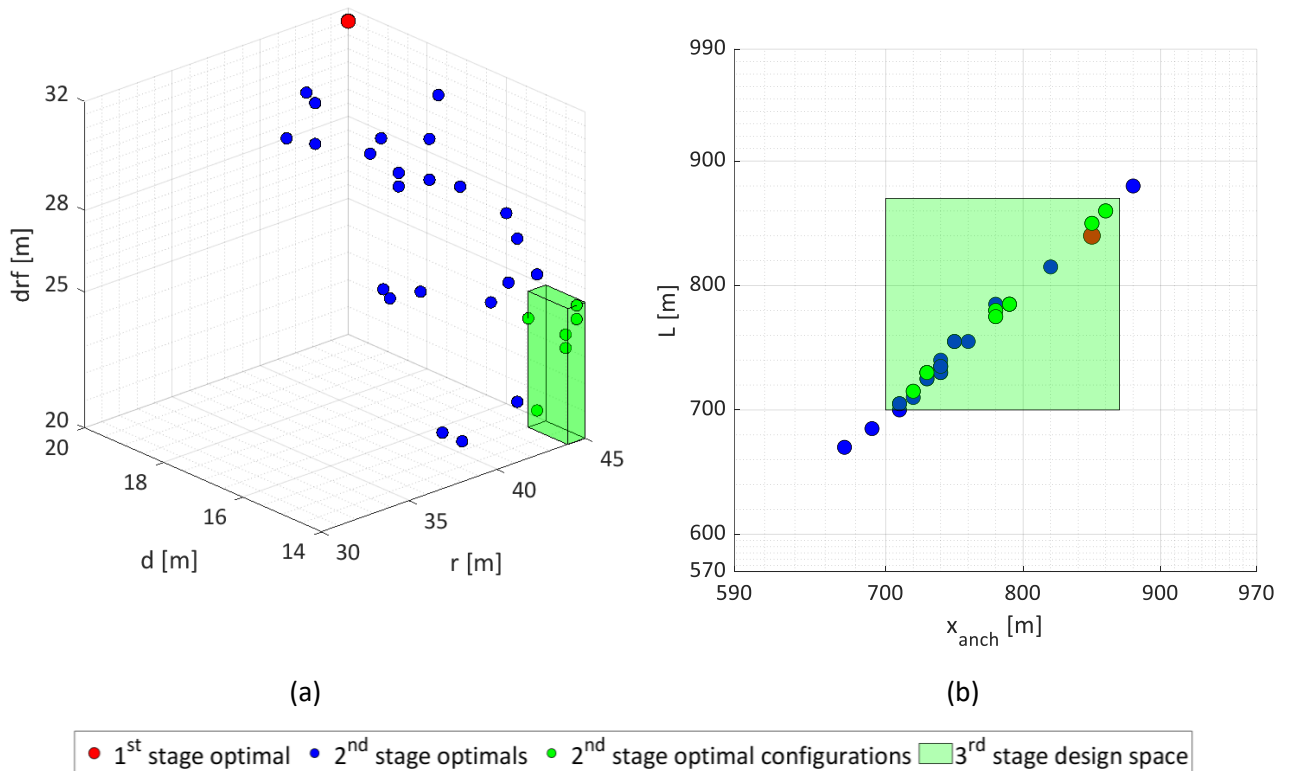 32
28
25
20
drf [m]
20
18
16
14
d [m]
30
35
40
45
r [m]
(a)
990
900
800
700
600
570
L [m]
590
700
800
900
970
x_anch [m]
(b)
1st stage optimal
2nd stage optimals
2nd stage optimal configurations
3rd stage design space